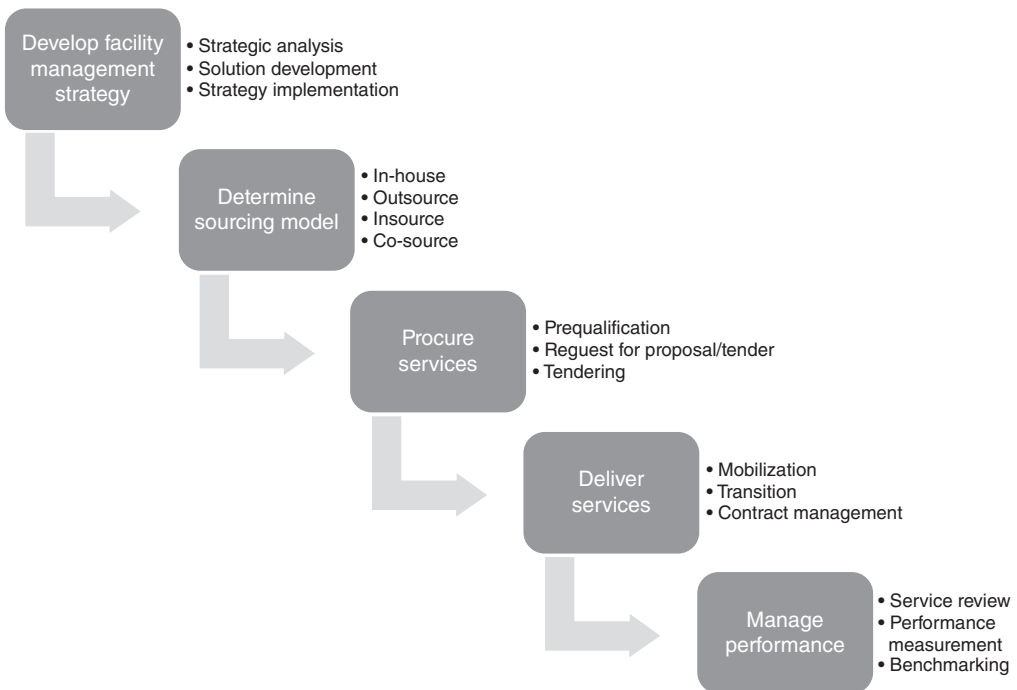 Develop facility
management
strategy
• Strategic analysis
• Solution development
• Strategy implementation
Determine
sourcing model
• In-house
• Outsource
• Insource
• Co-source
Procure
services
• Prequalification
• Reguest for proposal/tender
• Tendering
Deliver
services
• Mobilization
• Transition
• Contract management
Manage
performance
• Service review
• Performance
measurement
• Benchmarking